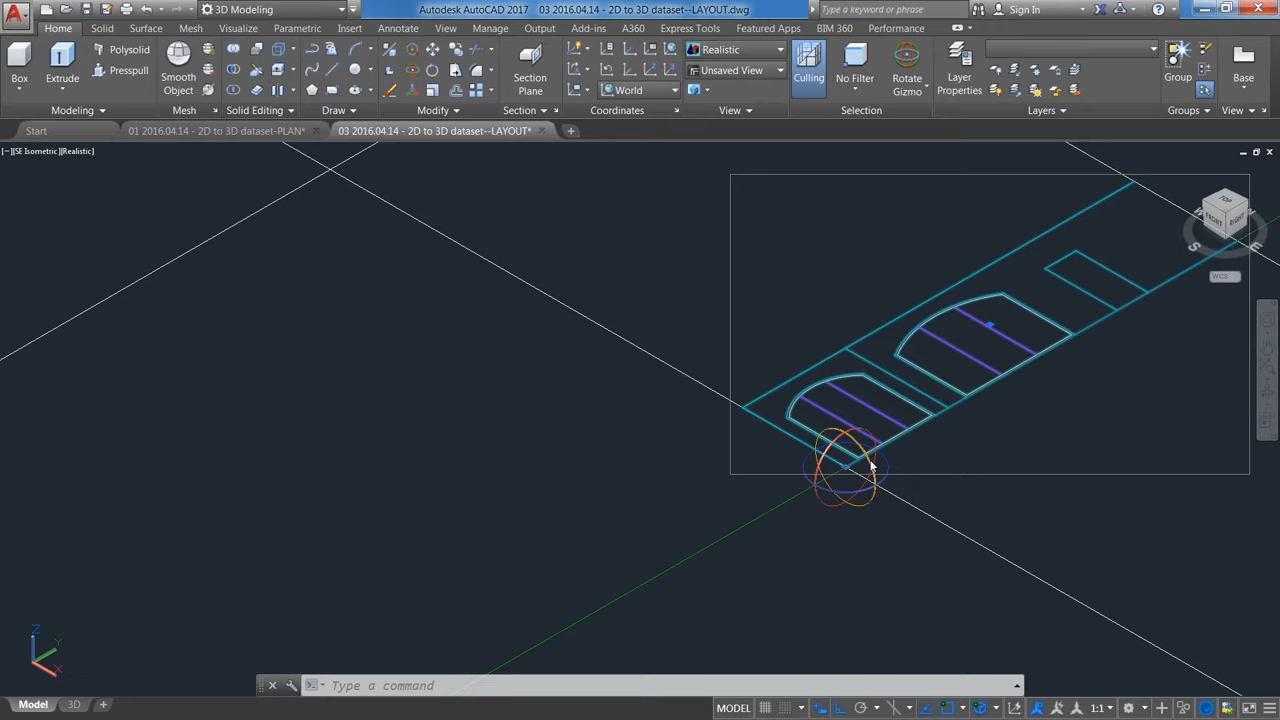 3D Modeling
Autodesk AutoCAD 2017 03 2016.04.14 - 2D to 3D dataset--LAYOUT.dwg
Type a keyword or phrase
Sign In
Home Solid Surface Mesh Visualize Parametric Insert Annotate View Manage Output Add-ins A360 Express Tools Featured Apps BIM 360 Performance
Box
Extrude
Polysolid
Presspull
Smooth
Object
Section
Plane
Realistic
Unsaved View
World
Culling
No Filter
Rotate
Gizmo
Layer
Properties
Group
Base
Modeling
Mesh
Solid Editing
Draw
Modify
Section
Coordinates
View
Selection
Layers
Groups
View
Start
01 2016.04.14 - 2D to 3D dataset-PLAN*
03 2016.04.14 - 2D to 3D dataset--LAYOUT*
[−][SE Isometric][Realistic]
TOP
FRONT
RIGHT
W
N
S
E
WCS
Z
Y
X
Type a command
Model
3D
MODEL
1:1